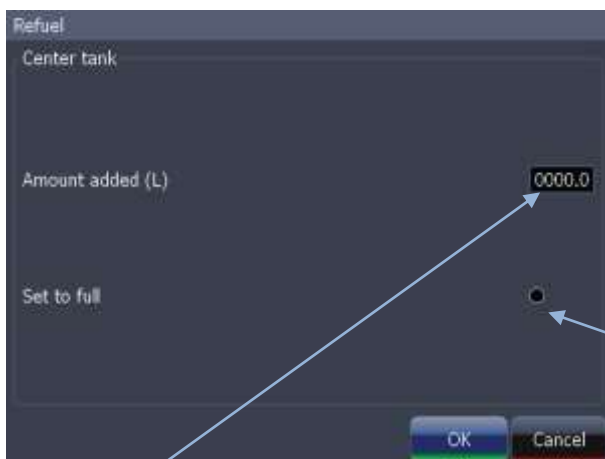 Refuel
Center tank
Amount added (L) 0000.0
Set to full
OK Cancel